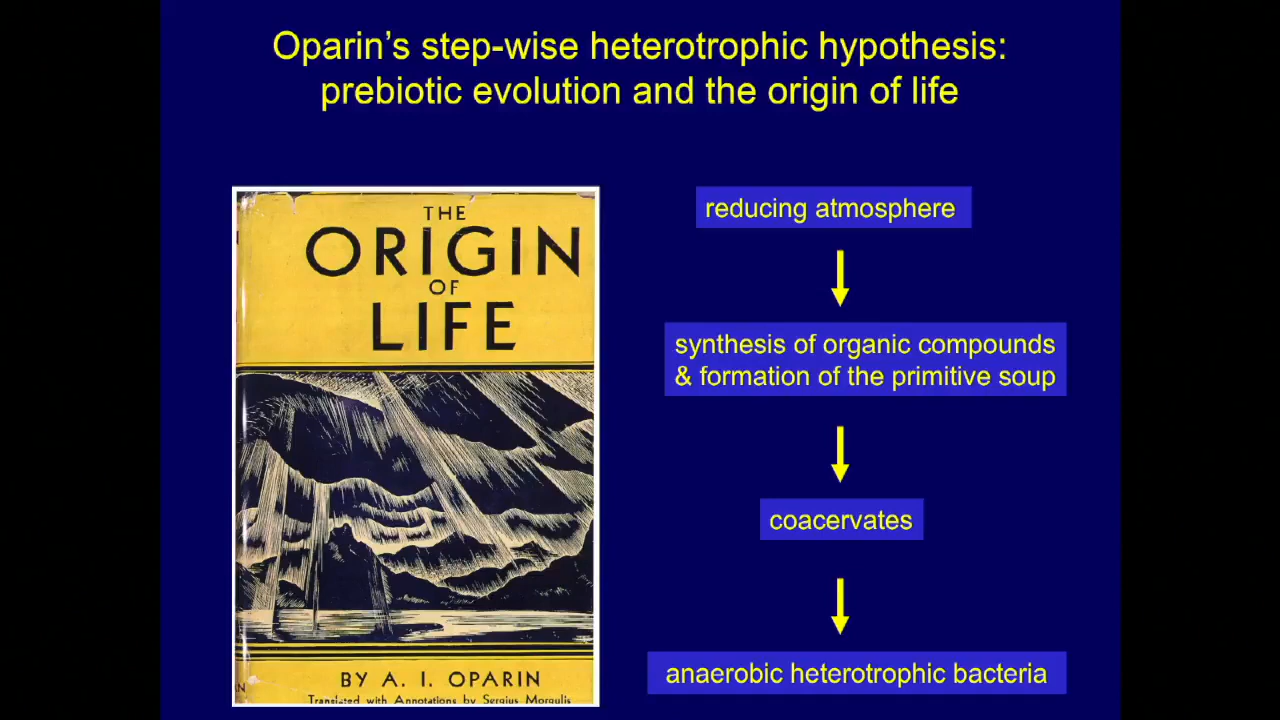 Oparin's step-wise heterotrophic hypothesis:
prebiotic evolution and the origin of life
THE
ORIGIN
OF
LIFE
BY A. I. OPARIN
Translated with Annotations by Sergius Morgulis
reducing atmosphere
synthesis of organic compounds
& formation of the primitive soup
coacervates
anaerobic heterotrophic bacteria